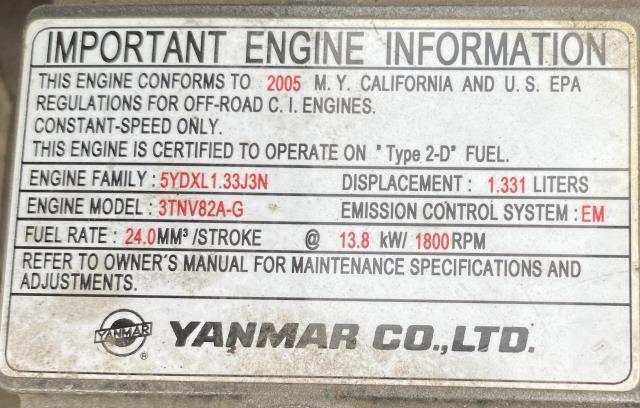 IMPORTANT ENGINE INFORMATION
THIS ENGINE CONFORMS TO 2005 M.Y. CALIFORNIA AND U.S. EPA
REGULATIONS FOR OFF-ROAD C.I. ENGINES.
CONSTANT-SPEED ONLY.
THIS ENGINE IS CERTIFIED TO OPERATE ON "Type 2-D" FUEL.
ENGINE FAMILY : 5YDXL1.33J3N DISPLACEMENT : 1.331 LITERS
ENGINE MODEL : 3TNV82A-G EMISSION CONTROL SYSTEM : EM
FUEL RATE : 24.0MM³/STROKE @ 13.8 kW/ 1800RPM
REFER TO OWNER'S MANUAL FOR MAINTENANCE SPECIFICATIONS AND
ADJUSTMENTS.
YANMAR ® YANMAR CO.,LTD.